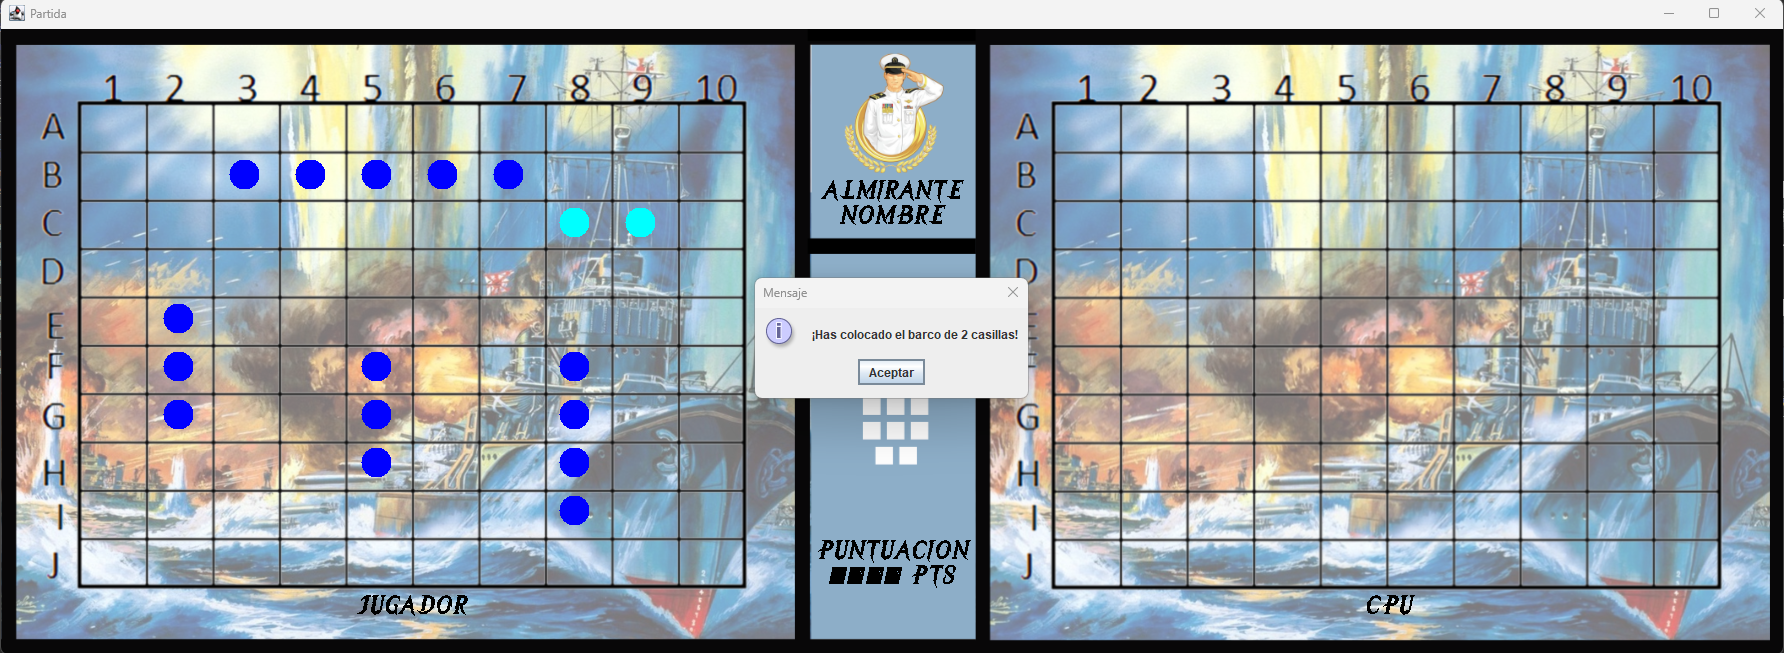 Partida
1 2 3 4 5 6 7 8 9 10
A
B
C
D
E
F
G
H
I
J
JUGADOR
ALMIRANTE
NOMBRE
Mensaje
¡Has colocado el barco de 2 casillas!
Aceptar
PUNTUACION
PTS
1 2 3 4 5 6 7 8 9 10
A
B
C
D
E
F
G
H
I
J
CPU